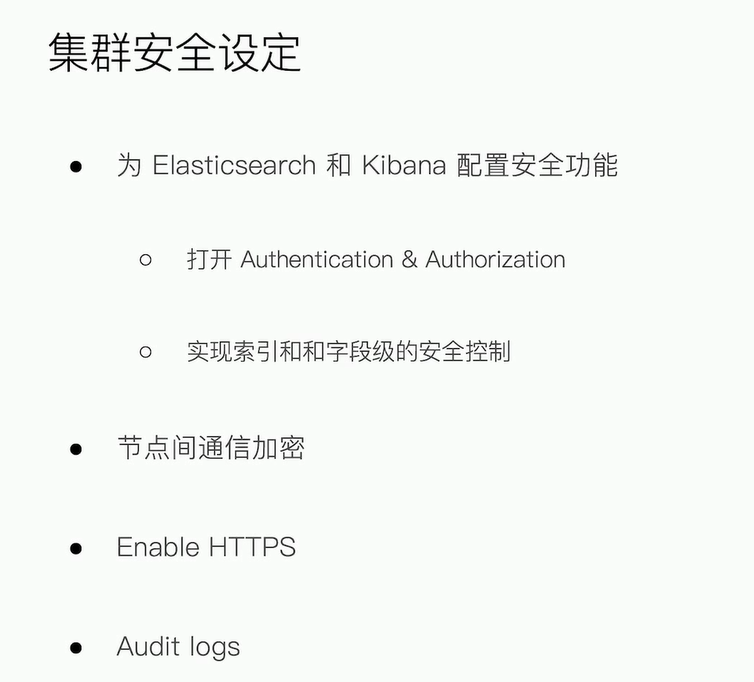 集群安全设定
● 为 Elasticsearch 和 Kibana 配置安全功能
○ 打开 Authentication & Authorization
○ 实现索引和和字段级的安全控制
● 节点间通信加密
● Enable HTTPS
● Audit logs